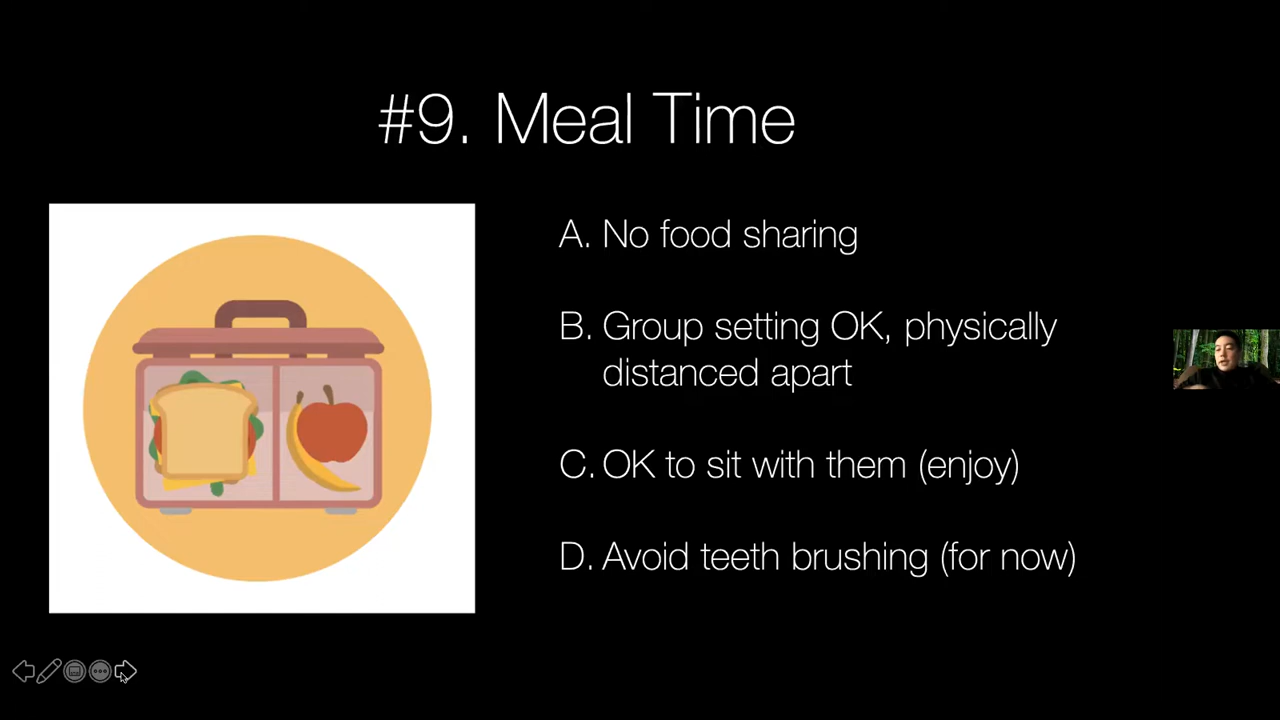 #9. Meal Time
A. No food sharing
B. Group setting OK, physically
distanced apart
C. OK to sit with them (enjoy)
D. Avoid teeth brushing (for now)